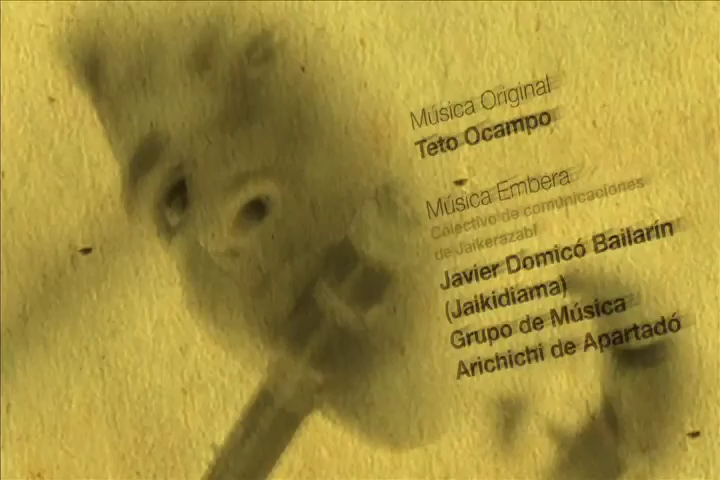 Música Original
Teto Ocampo
Música Embera
Colectivo de comunicaciones
de Jaikerazabi
Javier Domicó Bailarín
(Jaikidiama)
Grupo de Música
Arichichi de Apartadó